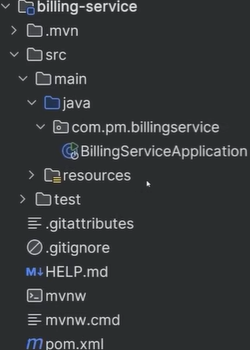 billing-service
.mvn
src
main
java
com.pm.billingservice
BillingServiceApplication
resources
test
.gitattributes
.gitignore
M↓ HELP.md
mvnw
mvnw.cmd
m pom.xml